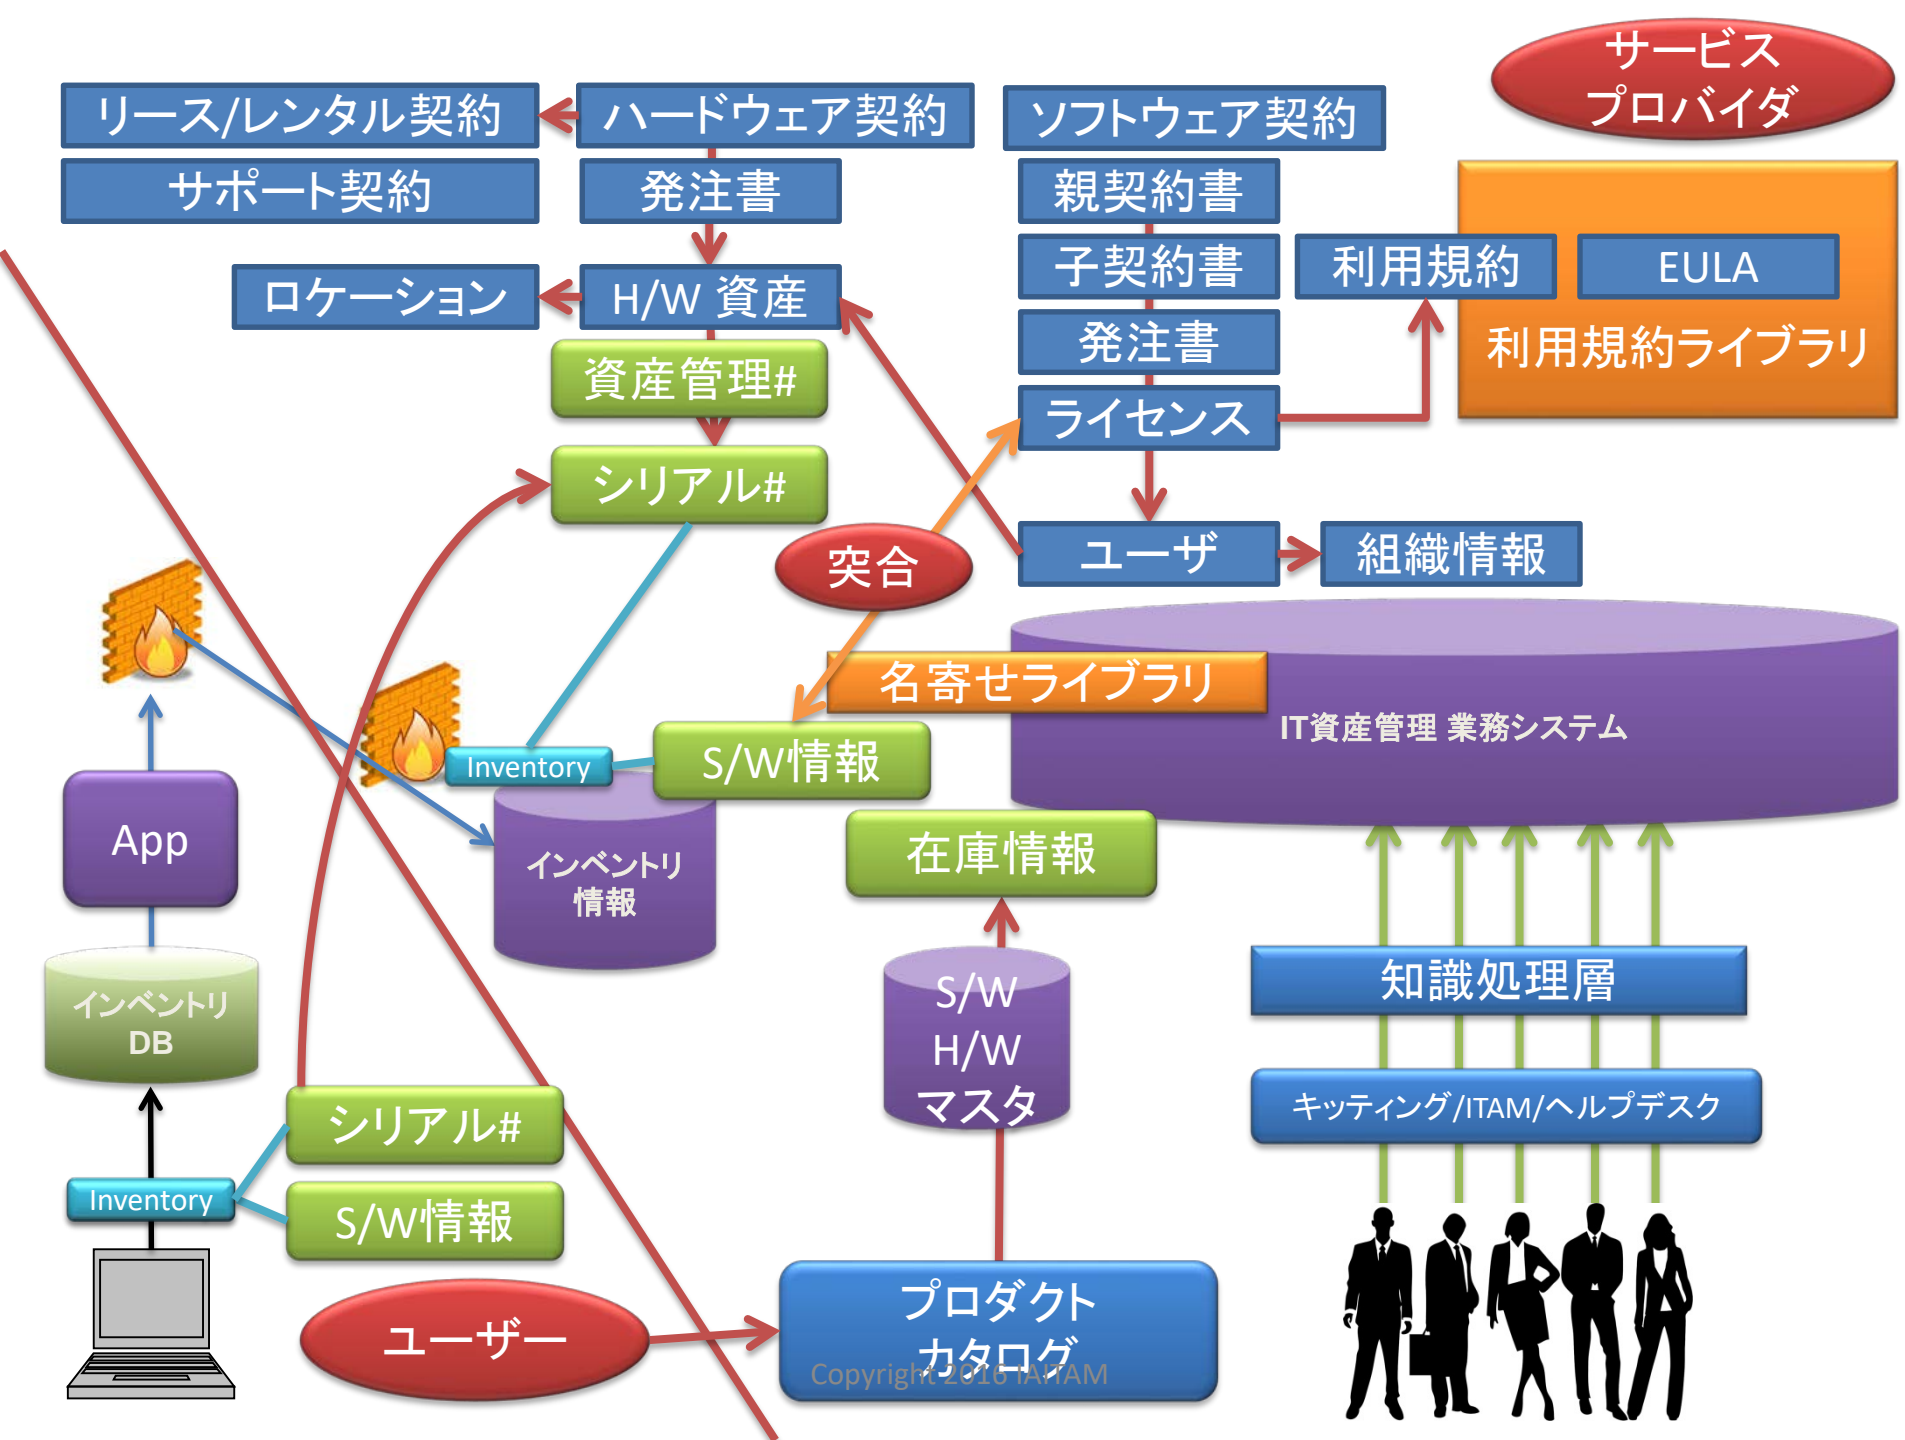 サービス
プロバイダ
リース/レンタル契約
ハードウェア契約
ソフトウェア契約
サポート契約
発注書
親契約書
子契約書
利用規約
EULA
ロケーション
H/W 資産
発注書
利用規約ライブラリ
資産管理#
ライセンス
シリアル#
突合
ユーザ
組織情報
名寄せライブラリ
IT資産管理 業務システム
Inventory
S/W情報
App
在庫情報
インベントリ
情報
インベントリ
DB
S/W
H/W
マスタ
知識処理層
キッティング/ITAM/ヘルプデスク
シリアル#
Inventory
S/W情報
ユーザー
プロダクト
カタログ
Copyright 2016 IAITAM